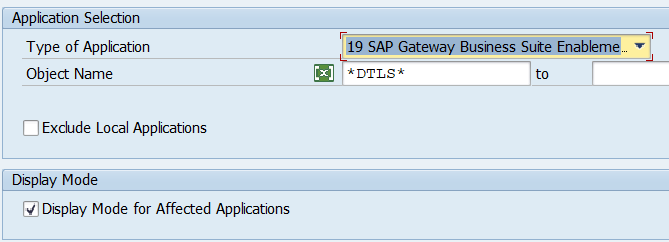 Application Selection
Type of Application 19 SAP Gateway Business Suite Enableme...
Object Name *DTLS* to
Exclude Local Applications
Display Mode
Display Mode for Affected Applications